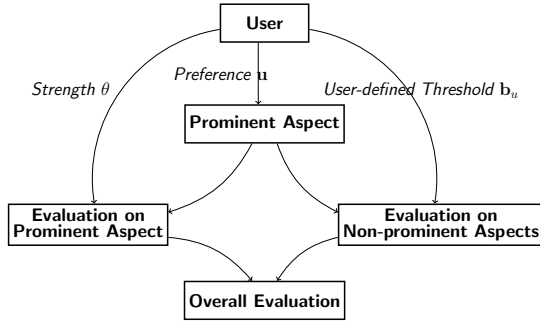 User
Strength θ
Preference u
User-defined Threshold b_u
Prominent Aspect
Evaluation on
Prominent Aspect
Evaluation on
Non-prominent Aspects
Overall Evaluation